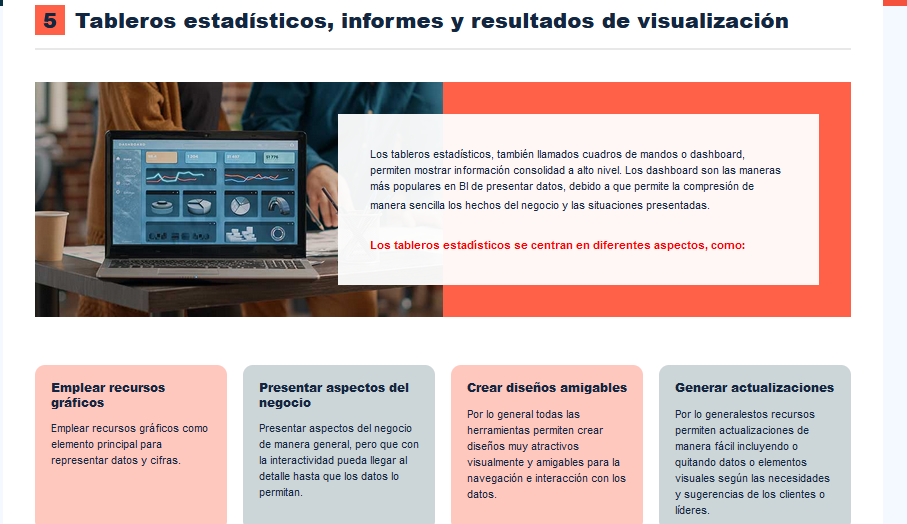 5 Tableros estadísticos, informes y resultados de visualización
DASHBOARD
Los tableros estadísticos, también llamados cuadros de mandos o dashboard,
permiten mostrar información consolidad a alto nivel. Los dashboard son las maneras
más populares en BI de presentar datos, debido a que permite la compresión de
manera sencilla los hechos del negocio y las situaciones presentadas.
Los tableros estadísticos se centran en diferentes aspectos, como:
Emplear recursos
gráficos
Emplear recursos gráficos como
elemento principal para
representar datos y cifras.
Presentar aspectos del
negocio
Presentar aspectos del negocio
de manera general, pero que con
la interactividad pueda llegar al
detalle hasta que los datos lo
permitan.
Crear diseños amigables
Por lo general todas las
herramientas permiten crear
diseños muy atractivos
visualmente y amigables para la
navegación e interacción con los
datos.
Generar actualizaciones
Por lo generalestos recursos
permiten actualizaciones de
manera fácil incluyendo o
quitando datos o elementos
visuales según las necesidades
y sugerencias de los clientes o
líderes.